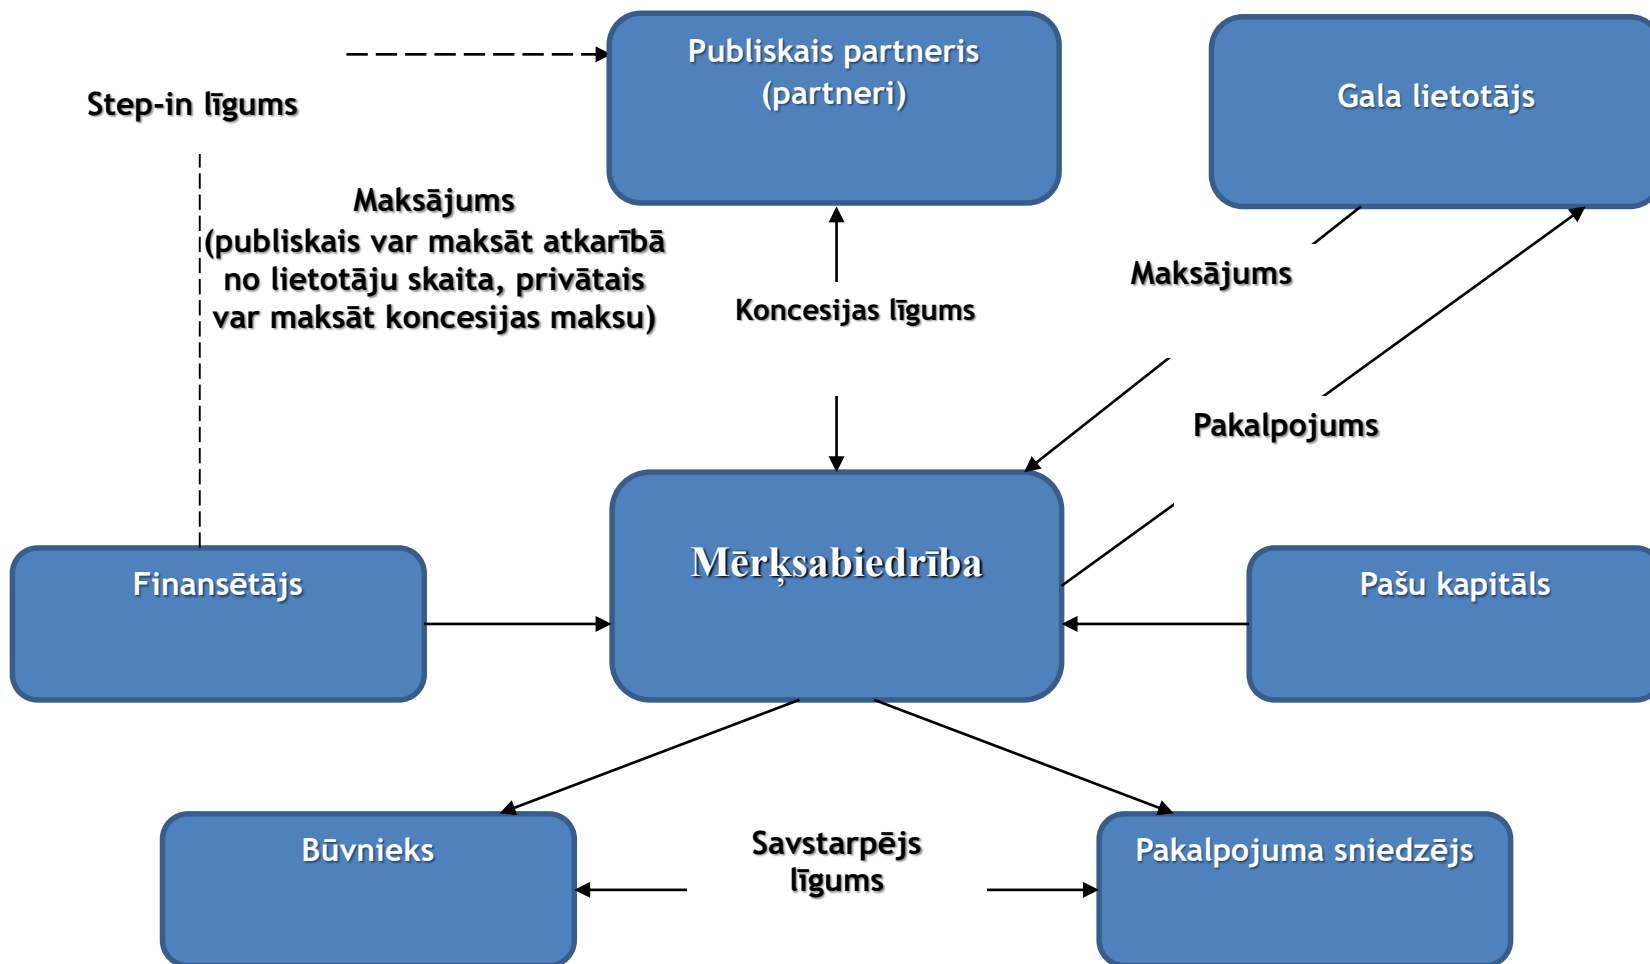 Publiskais partneris
(partneri)
Gala lietotājs
Step-in līgums
Maksājums
(publiskais var maksāt atkarībā
no lietotāju skaita, privātais
var maksāt koncesijas maksu)
Koncesijas līgums
Maksājums
Pakalpojums
Mērķsabiedrība
Finansētājs
Pašu kapitāls
Būvnieks
Savstarpējs
līgums
Pakalpojuma sniedzējs